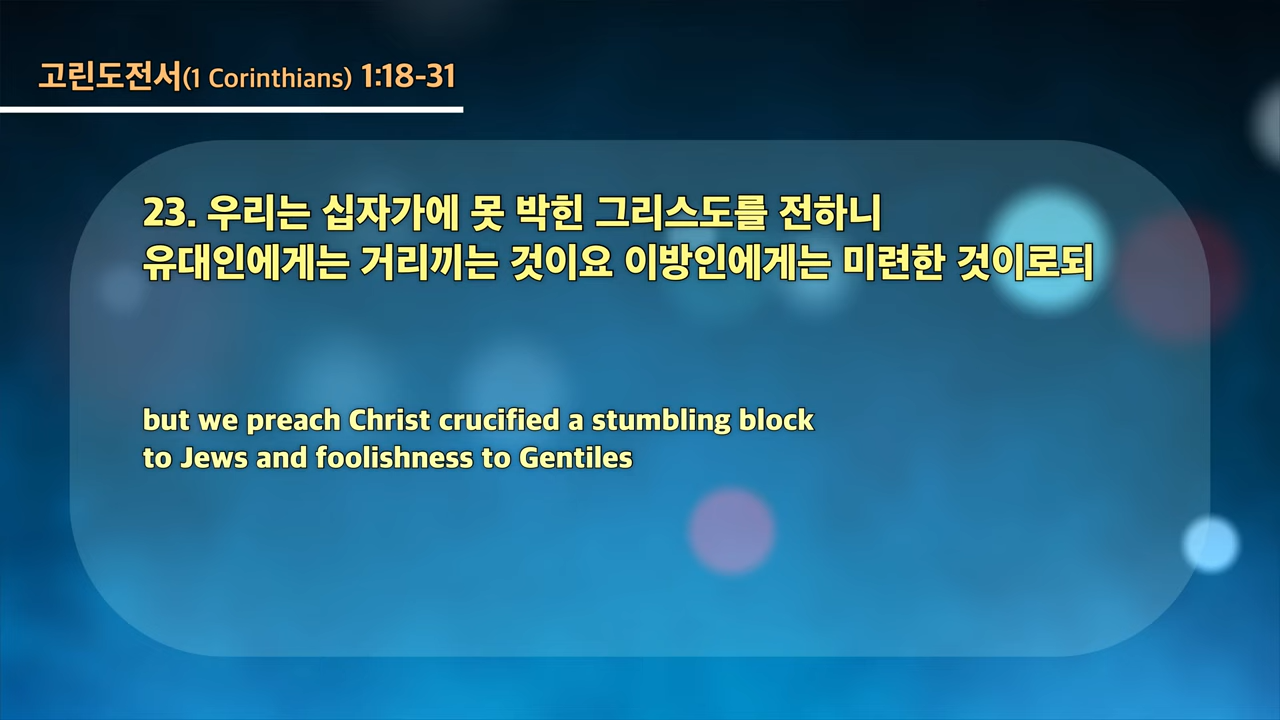 고린도전서(1 Corinthians) 1:18-31
23. 우리는 십자가에 못 박힌 그리스도를 전하니
유대인에게는 거리끼는 것이요 이방인에게는 미련한 것이로되
but we preach Christ crucified a stumbling block
to Jews and foolishness to Gentiles